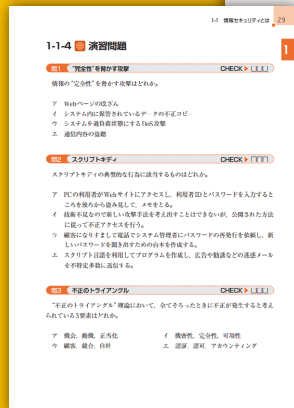 1-1 情報セキュリティとは 29
1
1-1-4 演習問題
問1 “完全性”を脅かす攻撃 CHECK ▶ □□□
情報の“完全性”を脅かす攻撃はどれか。
ア Webページの改ざん
イ システム内に保管されているデータの不正コピー
ウ システムを過負荷状態にするDoS攻撃
エ 通信内容の盗聴
問2 スクリプトキディ CHECK ▶ □□□
スクリプトキディの典型的な行為に該当するものはどれか。
ア PCの利用者がWebサイトにアクセスし，利用者IDとパスワードを入力すると
ころを後ろから盗み見して，メモをとる。
イ 技術不足なので新しい攻撃手法を考え出すことはできないが，公開された方法
に従って不正アクセスを行う。
ウ 顧客になりすまして電話でシステム管理者にパスワードの再発行を依頼し，新
しいパスワードを聞き出すための台本を作成する。
エ スクリプト言語を利用してプログラムを作成し，広告や勧誘などの迷惑メール
を不特定多数に送信する。
問3 不正のトライアングル CHECK ▶ □□□
“不正のトライアングル”理論において，全てそろったときに不正が発生すると考え
られている3要素はどれか。
ア 機会，動機，正当化 イ 機密性，完全性，可用性
ウ 顧客，競合，自社 エ 認証，認可，アカウンティング